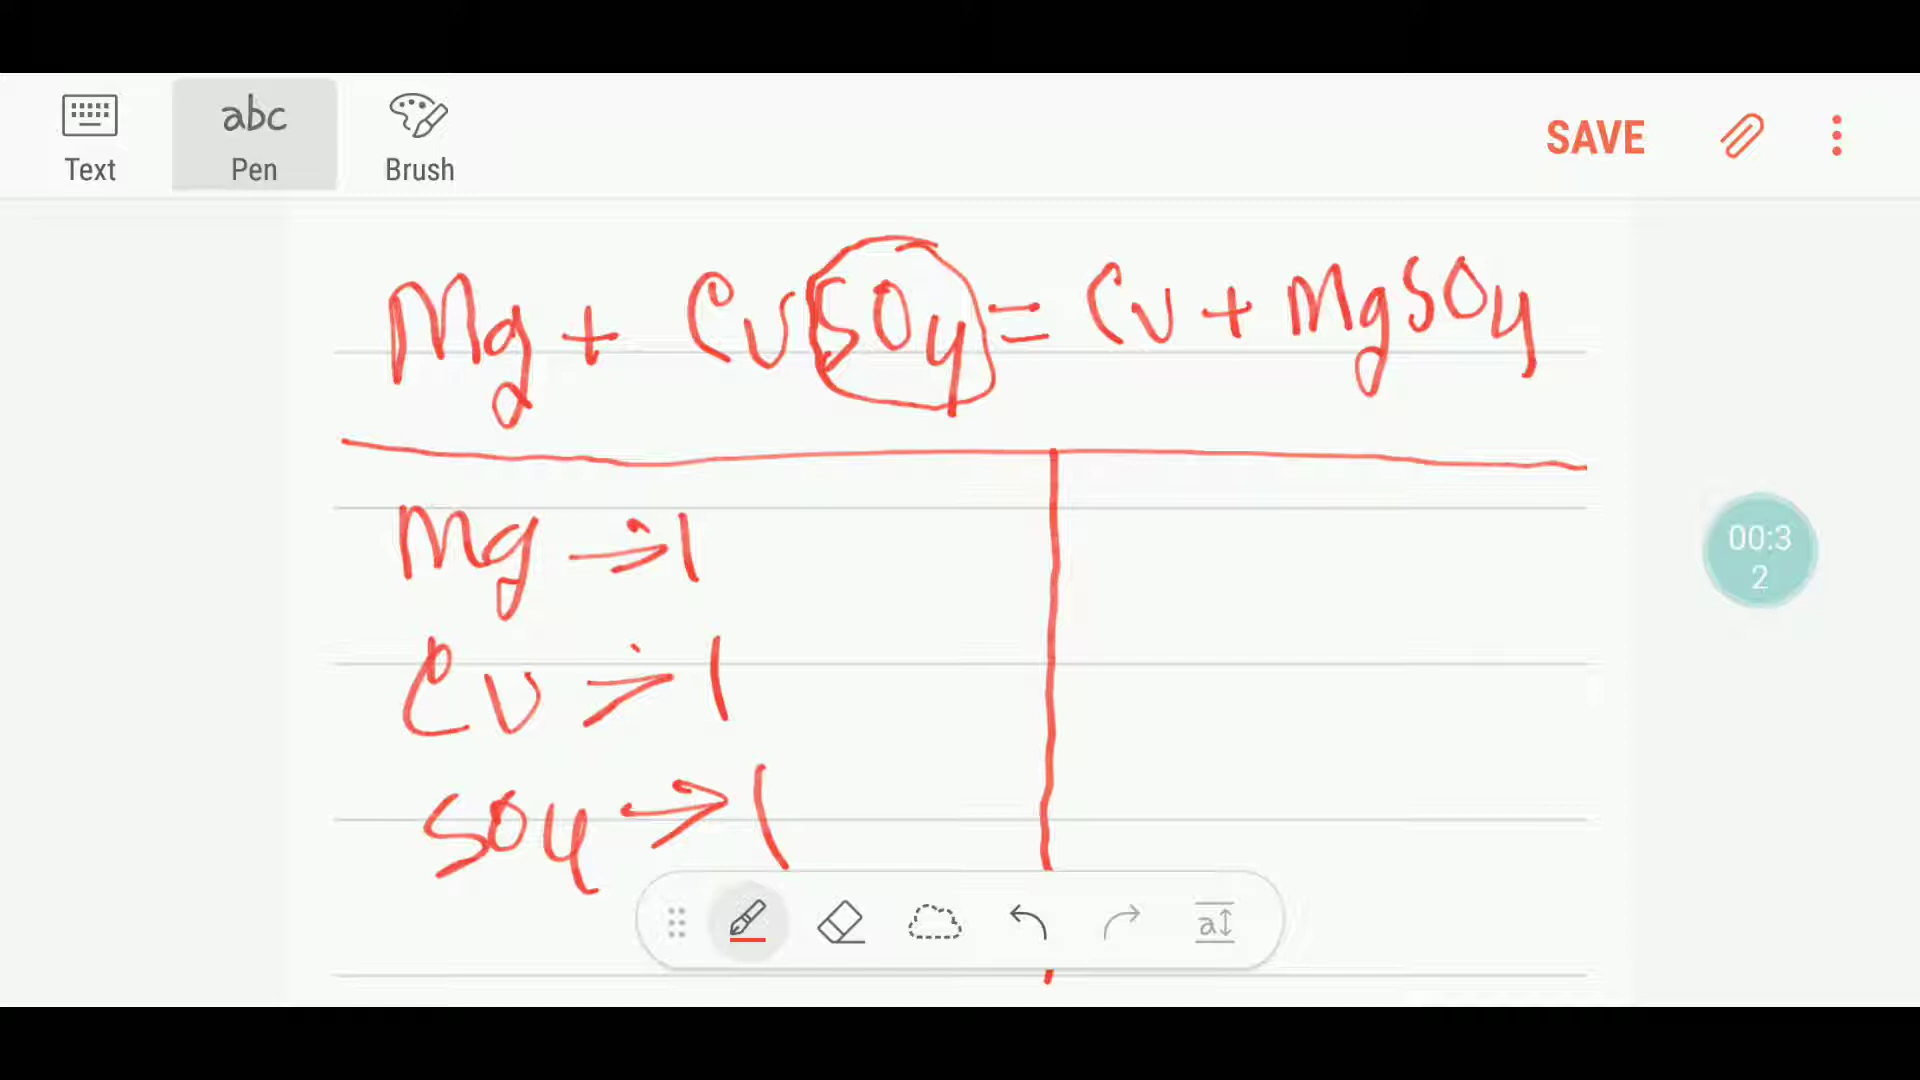 Text
abc
Pen
Brush
SAVE
Mg + CuSO4 = Cu + MgSO4
Mg → 1
Cu → 1
SO4 → 1
00:3
2
a